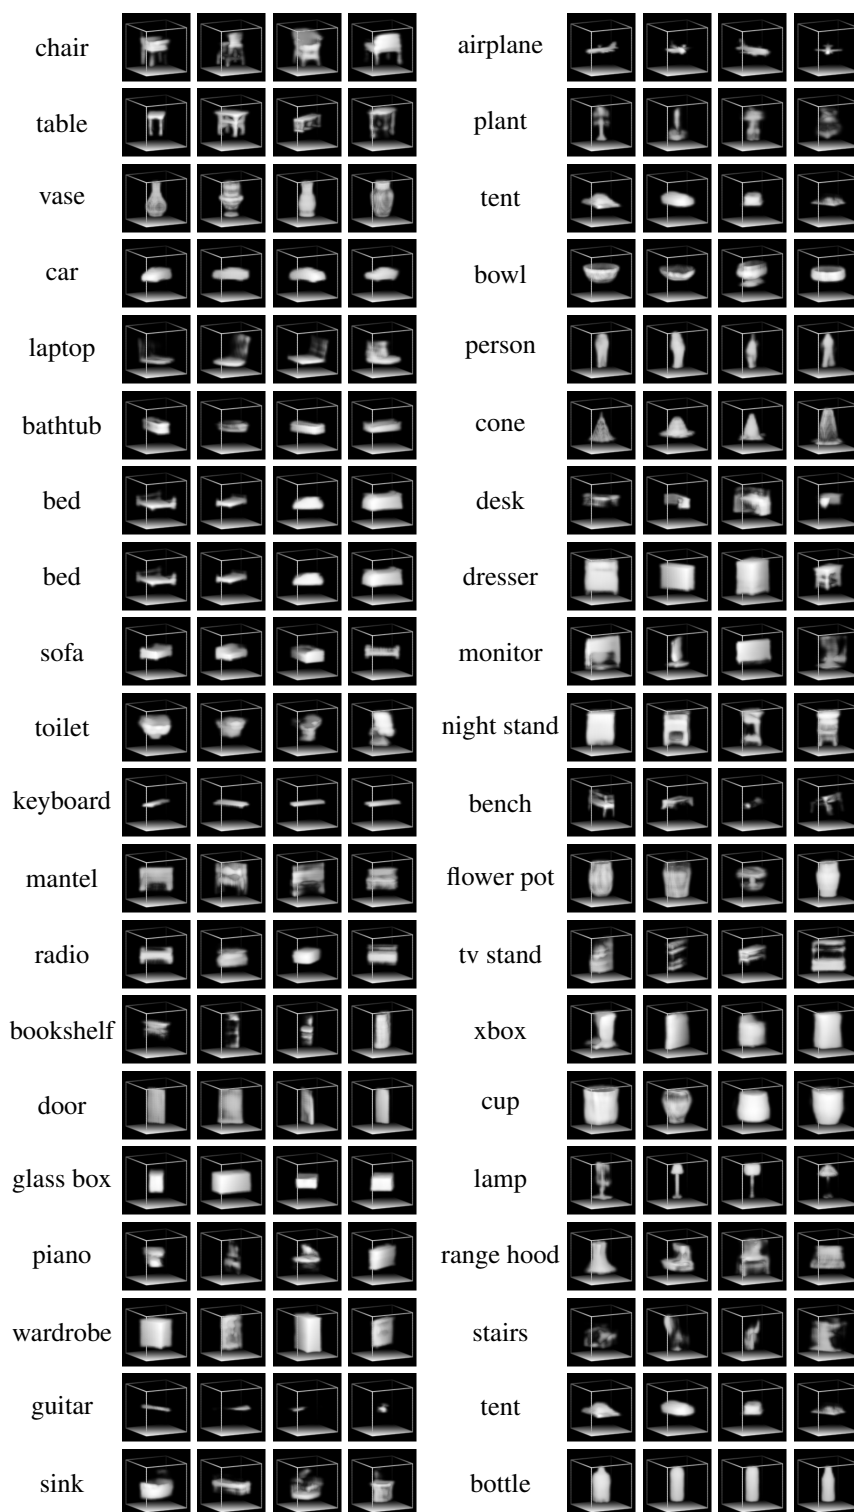 chair
table
vase
car
laptop
bathtub
bed
bed
sofa
toilet
keyboard
mantel
radio
bookshelf
door
glass box
piano
wardrobe
guitar
sink
airplane
plant
tent
bowl
person
cone
desk
dresser
monitor
night stand
bench
flower pot
tv stand
xbox
cup
lamp
range hood
stairs
tent
bottle